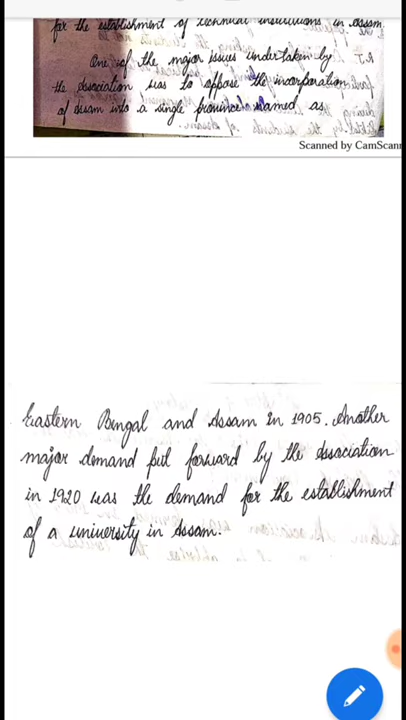 for the establishment of technical institutions in Assam.
One of the major issues undertaken by
the Association was to oppose the incorporation
of Assam into a single province named as
Scanned by CamScann
Eastern Bengal and Assam in 1905. Another
major demand put forward by the Association
in 1920 was the demand for the establishment
of a university in Assam.